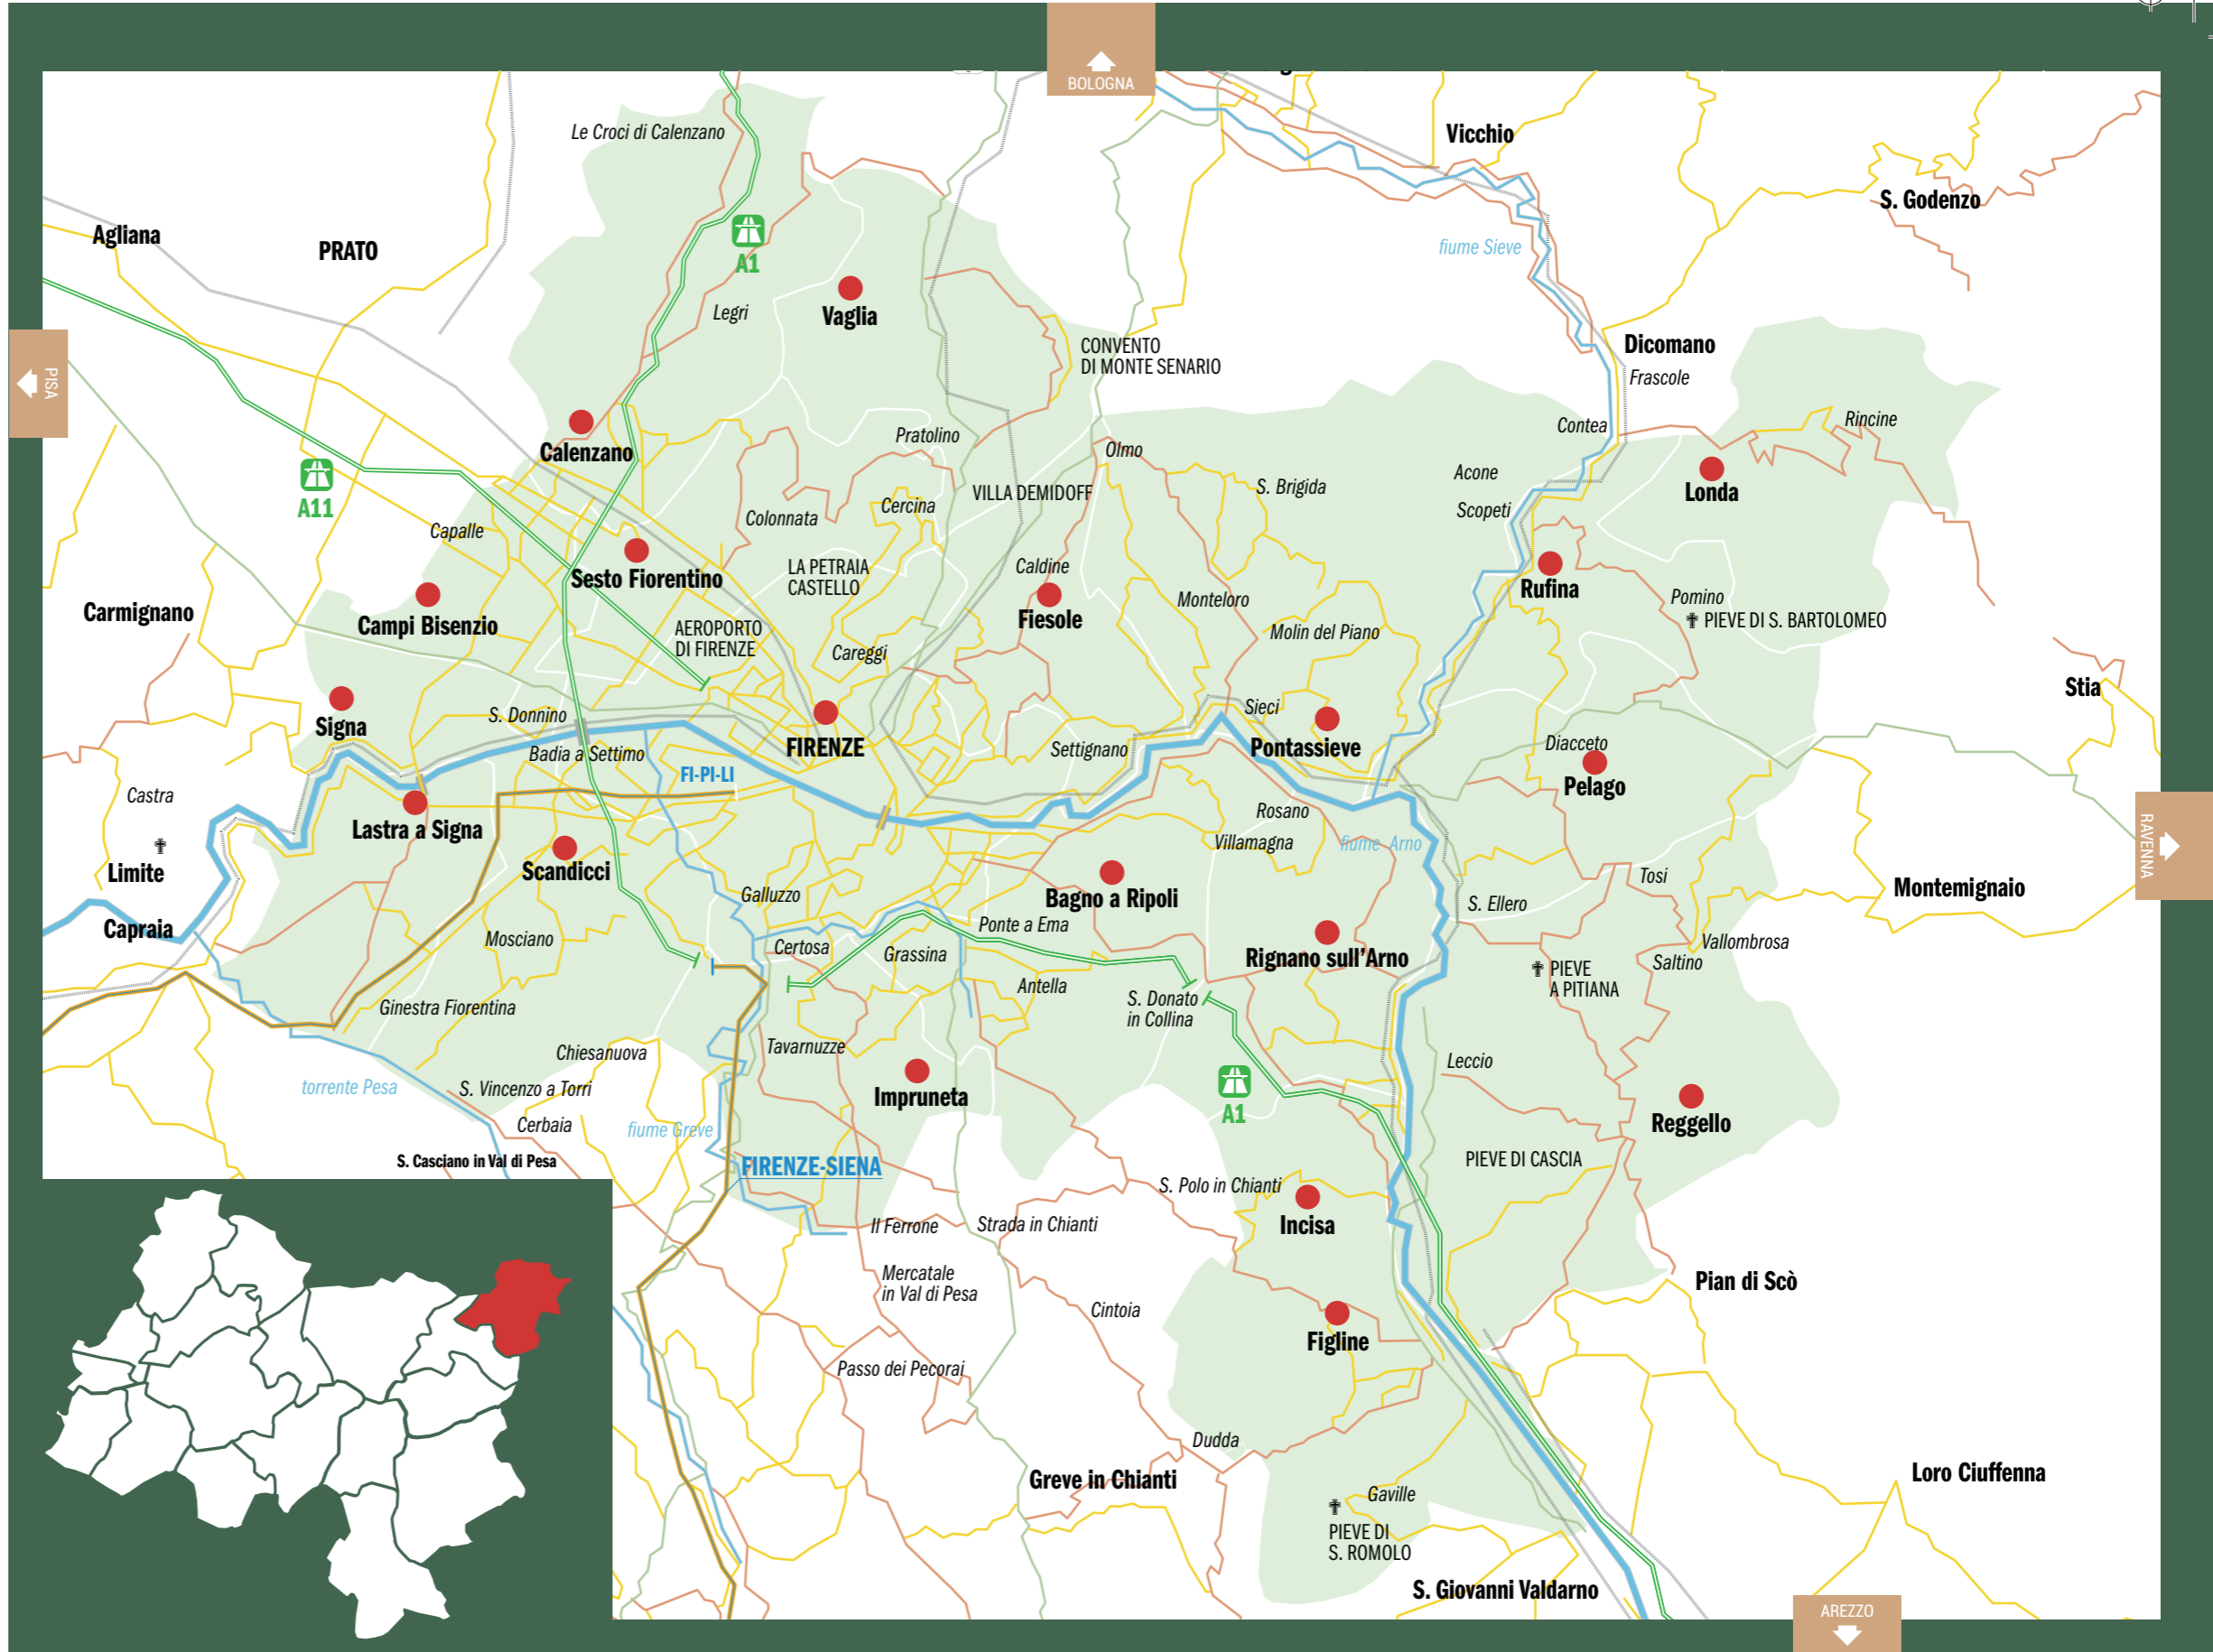 BOLOGNA
Le Croci di Calenzano
Vicchio
S. Godenzo
Agliana
PRATO
A1
fiume Sieve
Legri
Vaglia
CONVENTO
DI MONTE SENARIO
Dicomano
Frascole
PISA
Calenzano
Pratolino
Olmo
Contea
Rincine
A11
Capalle
Colonnata
Cercina
VILLA DEMIDOFF
S. Brigida
Acone
Scopeti
Londa
Sesto Fiorentino
LA PETRAIA
CASTELLO
Caldine
Rufina
Carmignano
Campi Bisenzio
AEROPORTO
DI FIRENZE
Careggi
Fiesole
Monteloro
Molin del Piano
Pomino
PIEVE DI S. BARTOLOMEO
Signa
S. Donnino
Badia a Settimo
FI-PI-LI
FIRENZE
Settignano
Sieci
Pontassieve
Diacceto
Pelago
Stia
Castra
Limite
Capraia
Lastra a Signa
Scandicci
Rosano
Villamagna
fiume Arno
RAVENNA
Galluzzo
Bagno a Ripoli
Tosi
Montemignaio
S. Ellero
Mosciano
Certosa
Grassina
Ponte a Ema
Rignano sull'Arno
Vallombrosa
Saltino
PIEVE
A PITIANA
Ginestra Fiorentina
Antella
S. Donato
in Collina
Chiesanuova
Tavarnuzze
Leccio
torrente Pesa
S. Vincenzo a Torri
Impruneta
A1
Reggello
Cerbaia
fiume Greve
S. Casciano in Val di Pesa
FIRENZE-SIENA
PIEVE DI CASCIA
S. Polo in Chianti
Incisa
Il Ferrone
Strada in Chianti
Mercatale
in Val di Pesa
Cintoia
Pian di Scò
Figline
Passo dei Pecorai
Dudda
Greve in Chianti
Gaville
Loro Ciuffenna
PIEVE DI
S. ROMOLO
S. Giovanni Valdarno
AREZZO